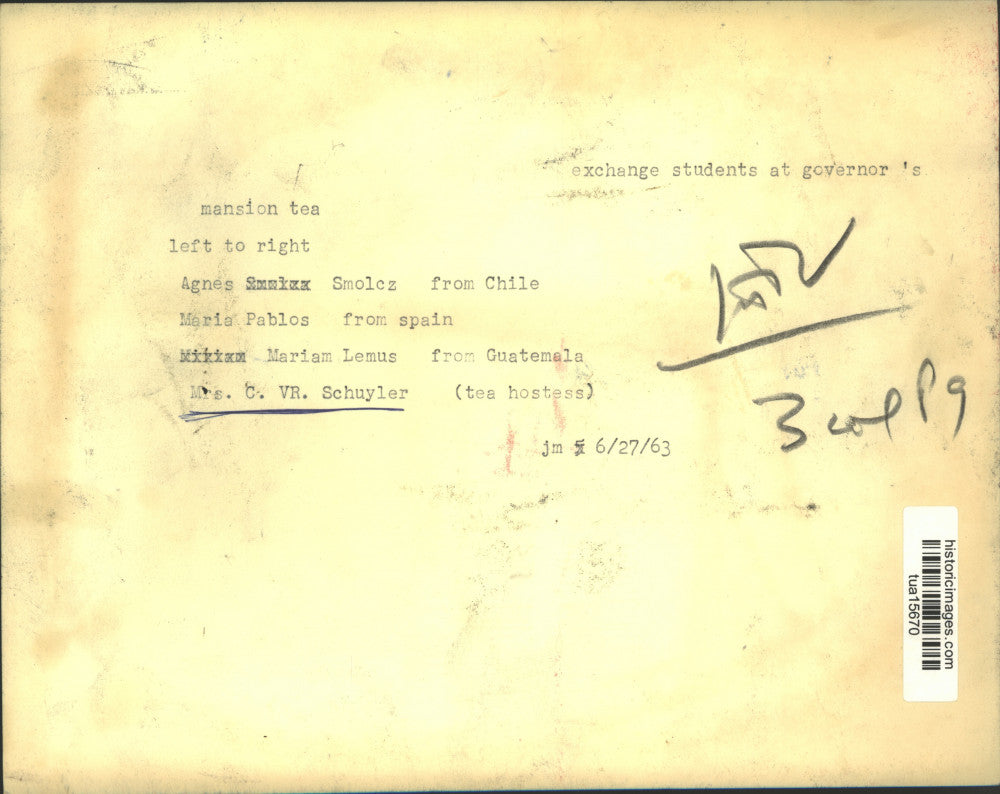 exchange students at governor 's
mansion tea
left to right
Agnes Smolcz from Chile
Maria Pablos from spain
Mariam Lemus from Guatemala
Mrs. C. VR. Schuyler (tea hostess)
jm 6/27/63
3 col Pg
historicimages.com
tua15670